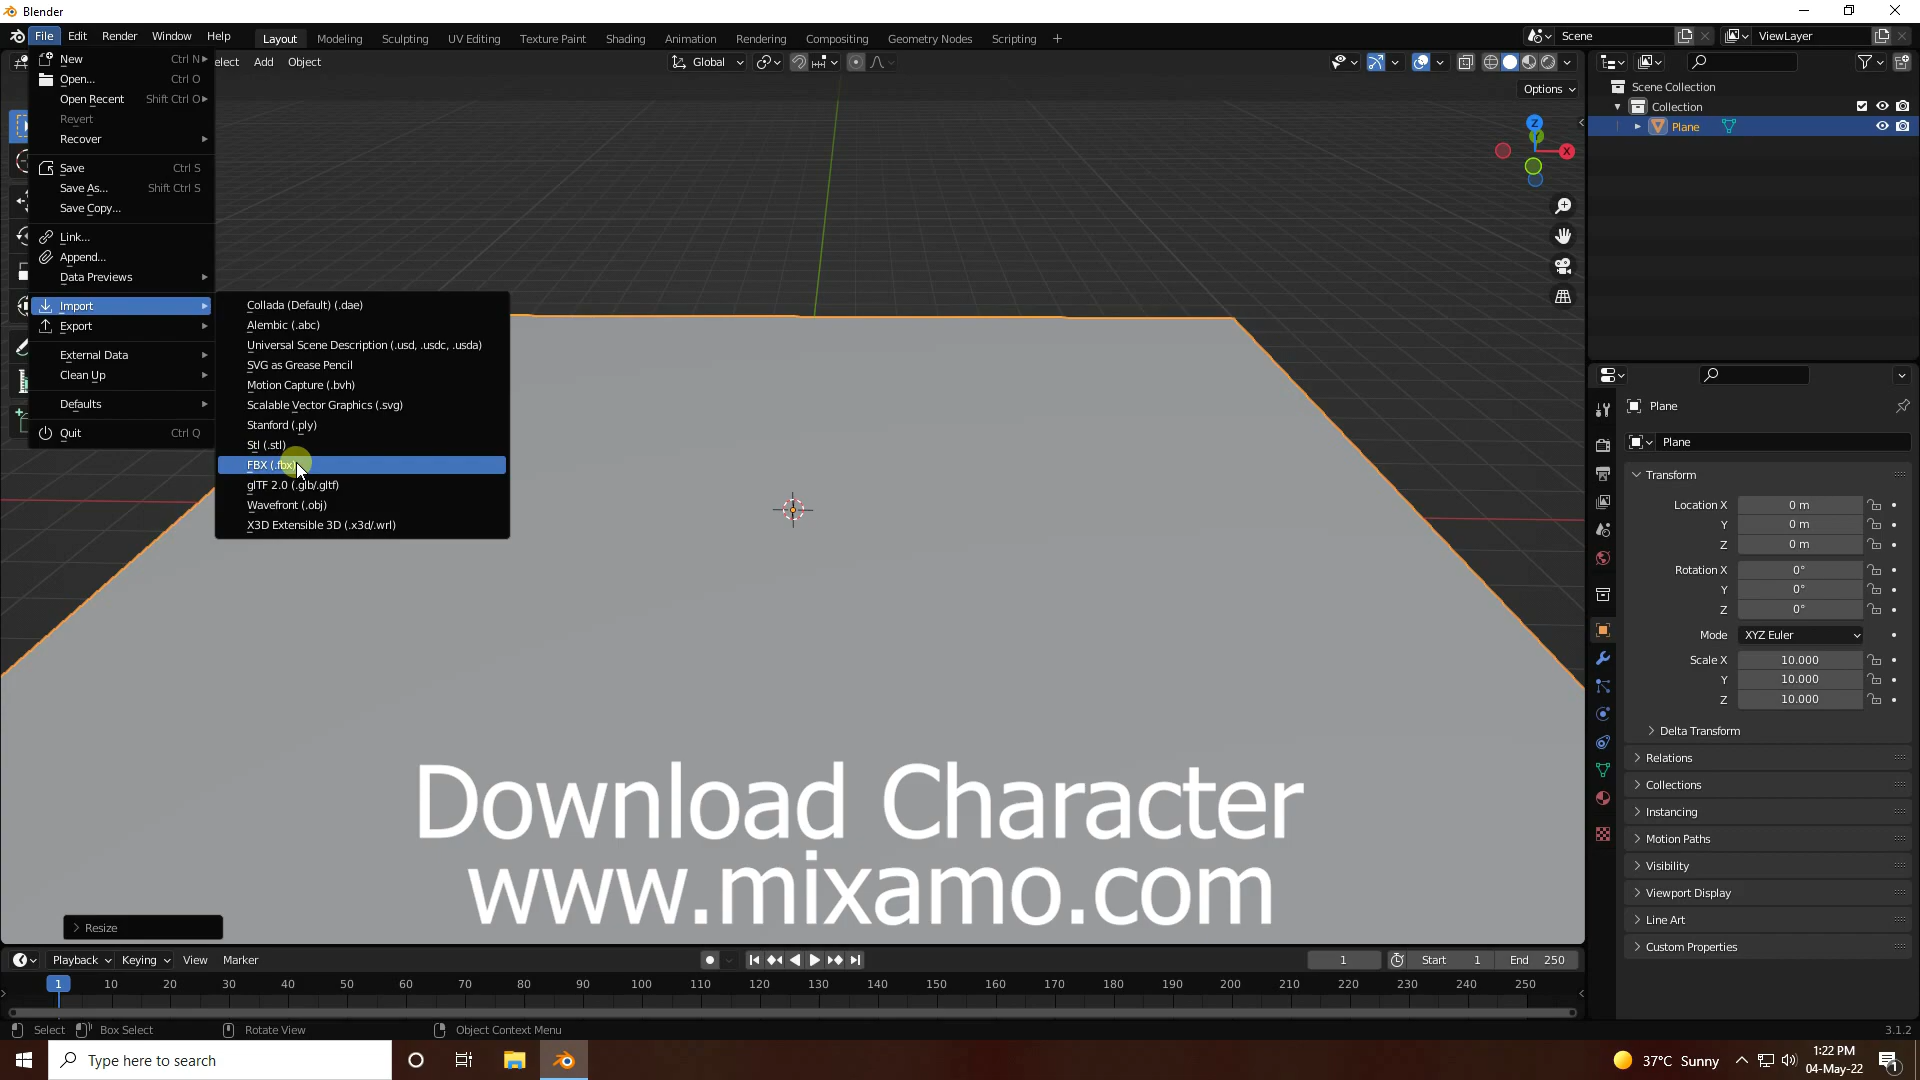 Blender
File Edit Render Window Help Layout Modeling Sculpting UV Editing Texture Paint Shading Animation Rendering Compositing Geometry Nodes Scripting + Scene ViewLayer
elect Add Object Global
Options
New Ctrl N
Open... Ctrl O
Open Recent Shift Ctrl O
Revert
Recover
Save Ctrl S
Save As... Shift Ctrl S
Save Copy...
Link...
Append...
Data Previews
Import
Export
External Data
Clean Up
Defaults
Quit Ctrl Q
Collada (Default) (.dae)
Alembic (.abc)
Universal Scene Description (.usd, .usdc, .usda)
SVG as Grease Pencil
Motion Capture (.bvh)
Scalable Vector Graphics (.svg)
Stanford (.ply)
Stl (.stl)
FBX (.fbx)
glTF 2.0 (.glb/.gltf)
Wavefront (.obj)
X3D Extensible 3D (.x3d/.wrl)
Z
Y
X
Scene Collection
Collection
Plane
Plane
Plane
Transform
Location X 0 m
Y 0 m
Z 0 m
Rotation X 0°
Y 0°
Z 0°
Mode XYZ Euler
Scale X 10.000
Y 10.000
Z 10.000
Delta Transform
Relations
Collections
Instancing
Motion Paths
Visibility
Viewport Display
Line Art
Custom Properties
Download Character
www.mixamo.com
Resize
Playback Keying View Marker 1 Start 1 End 250
1 10 20 30 40 50 60 70 80 90 100 110 120 130 140 150 160 170 180 190 200 210 220 230 240 250
Select Box Select Rotate View Object Context Menu 3.1.2
Type here to search 37°C Sunny 1:22 PM
04-May-22 1